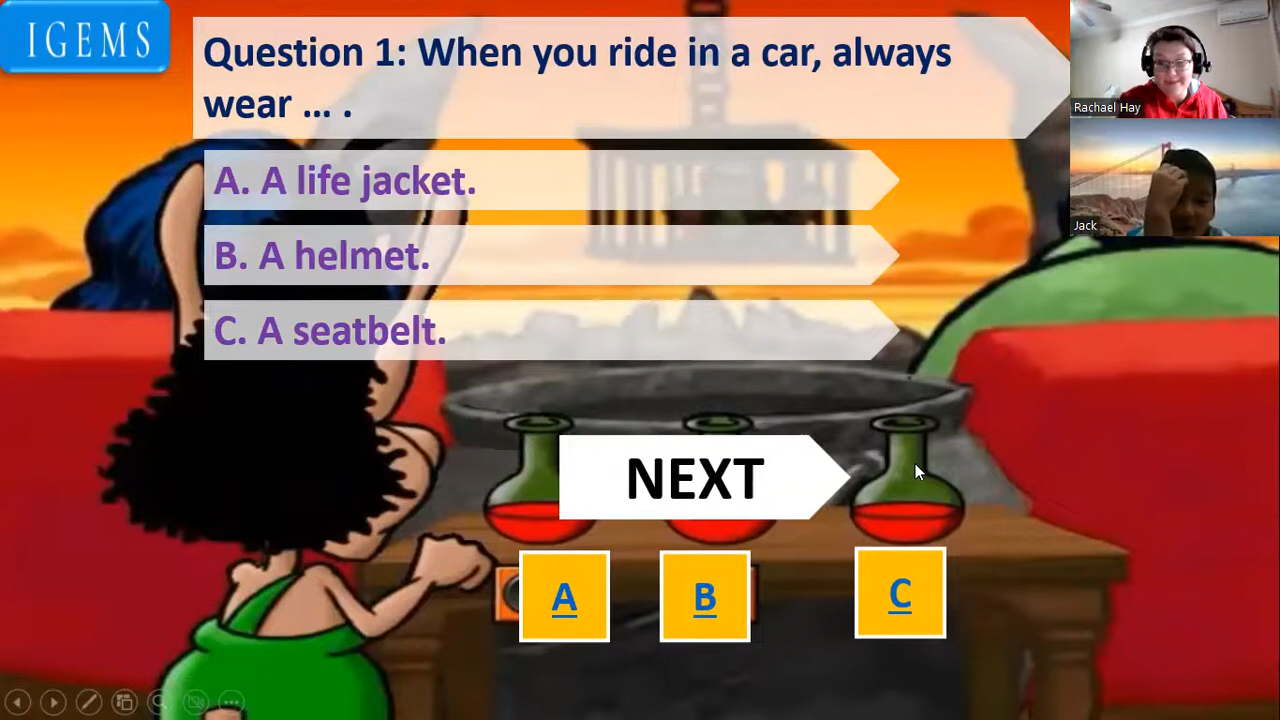 IGEMS
Question 1: When you ride in a car, always
wear ... .
Rachael Hay
A. A life jacket.
Jack
B. A helmet.
C. A seatbelt.
NEXT
A
B
C